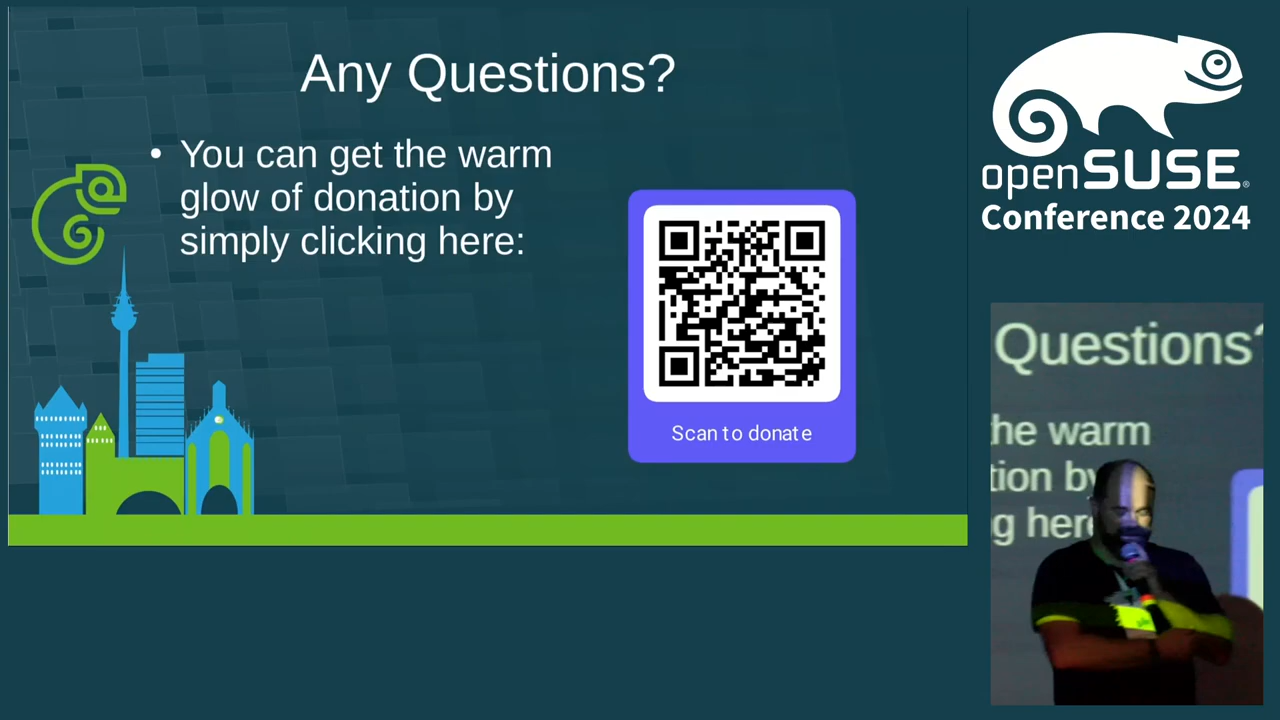 Any Questions?
• You can get the warm
glow of donation by
simply clicking here:
Scan to donate
openSUSE
Conference 2024
Questions?
the warm
tion by
g here